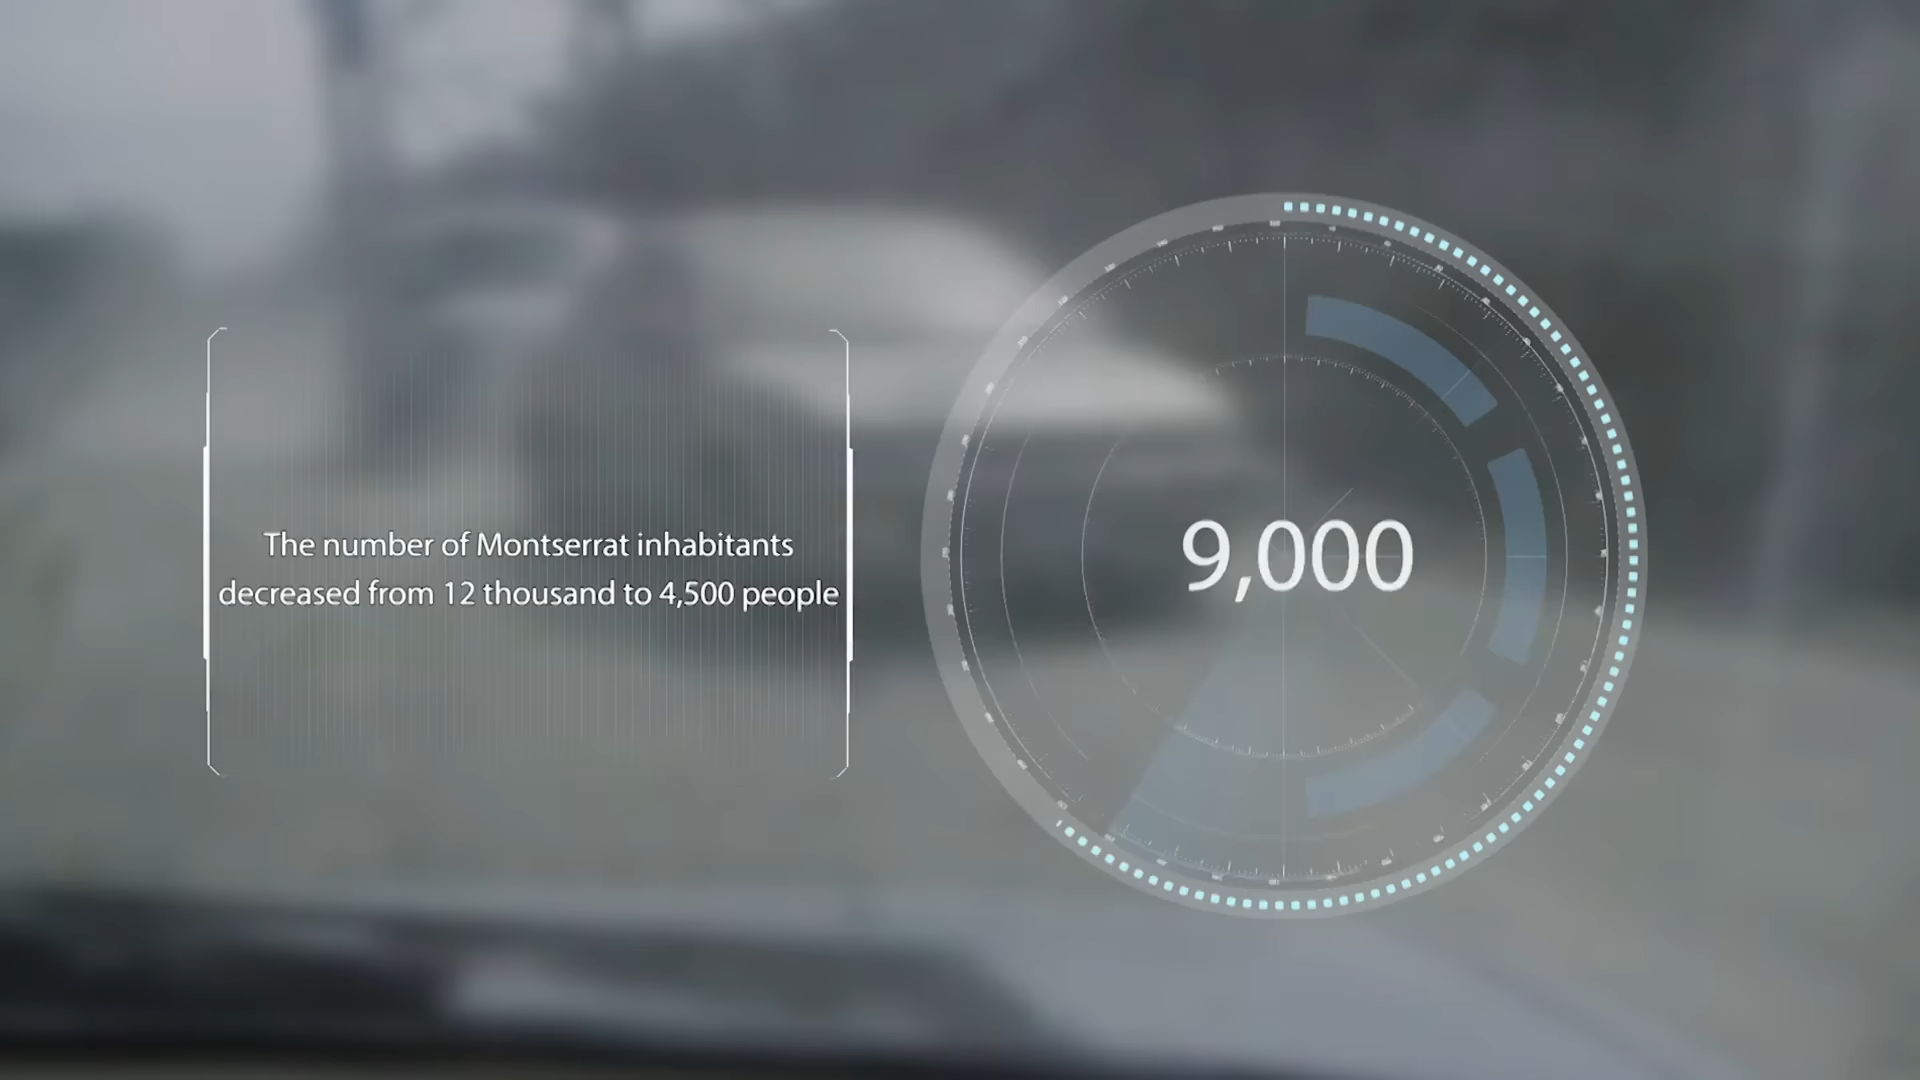 The number of Montserrat inhabitants
decreased from 12 thousand to 4,500 people
9,000